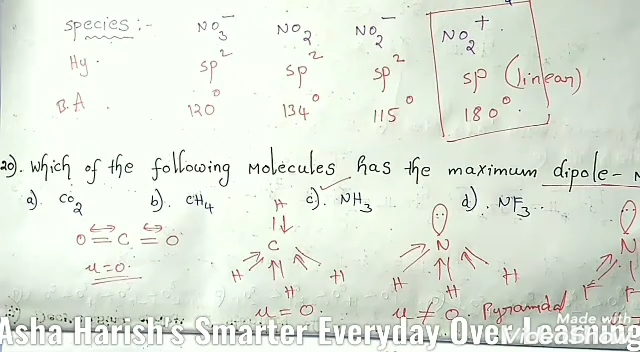 species :- NO3⁻ NO2 NO2⁻ NO2⁺
Hy. sp² sp² sp² sp (linear)
B.A 120° 134° 115° 180°.
20). which of the following Molecules has the maximum dipole-
a). CO2 b). CH4 c). NH3 d). NF3.
H
O=C=O C N N
H H H H H F
μ=0. H H F
μ = 0. μ ≠ 0. Pyramidal
Made with
VideoShow
Asha Harish's Smarter Everyday Over Learning